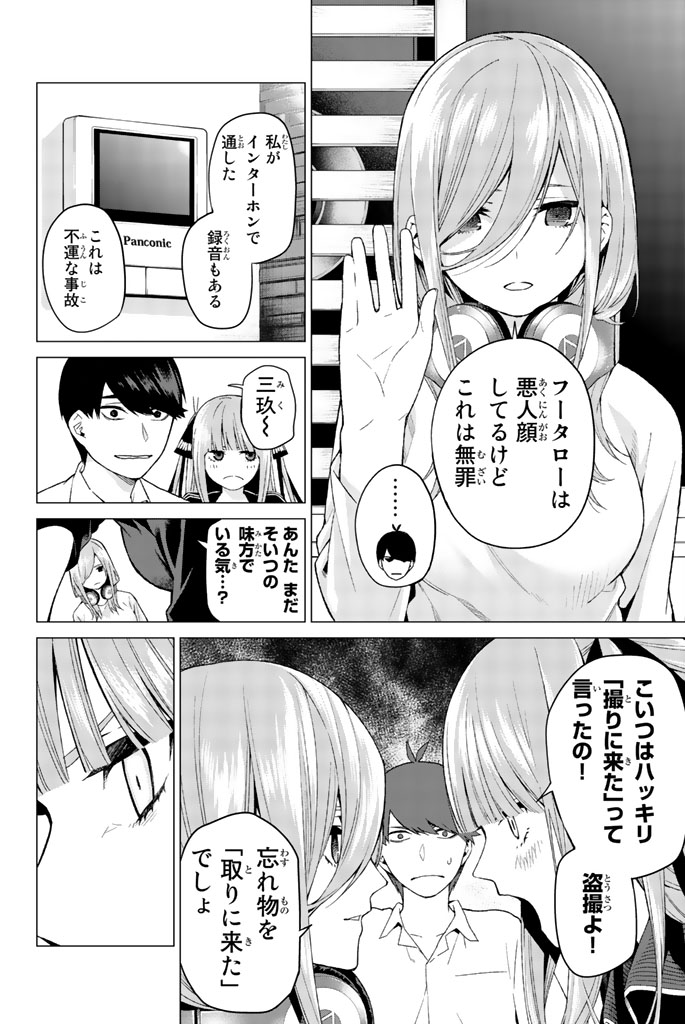 フータローは
悪人顔
してるけど
これは無罪
……
私が
インターホンで
通した
録音もある
これは
不運な事故
Panconic
三玖〜
あんた まだ
そいつの
味方で
いる気…?
こいつはハッキリ
「撮りに来た」って
言ったの!
盗撮よ!
忘れ物を
「取りに来た」
でしょ